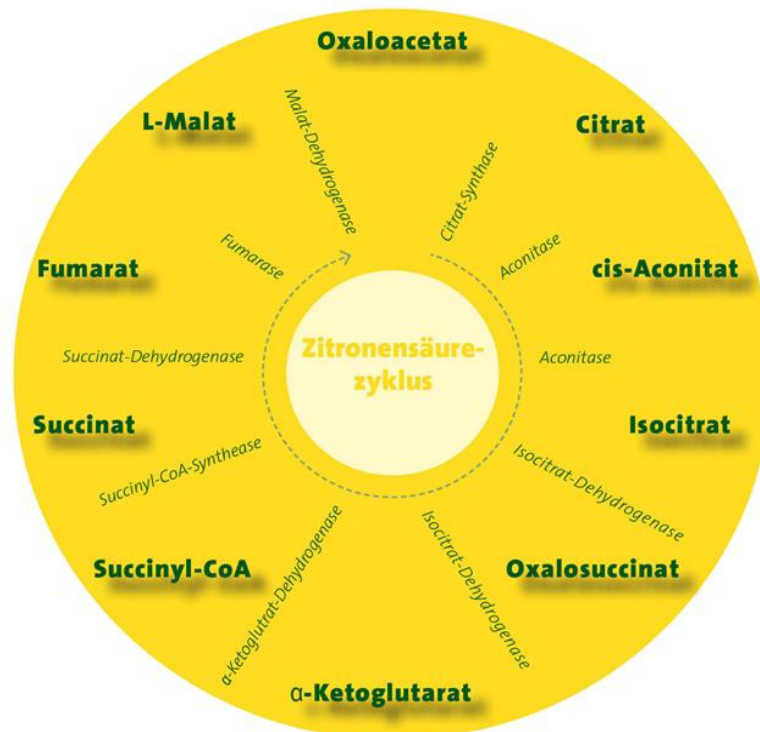 Oxaloacetat
Citrat-Synthase
Citrat
Aconitase
cis-Aconitat
Aconitase
Isocitrat
Isocitrat-Dehydrogenase
Oxalosuccinat
Isocitrat-Dehydrogenase
α-Ketoglutarat
α-Ketoglutrat-Dehydrogenase
Succinyl-CoA
Succinyl-CoA-Synthease
Succinat
Succinat-Dehydrogenase
Fumarat
Fumarase
L-Malat
Malat-Dehydrogenase
Zitronensäure-
zyklus